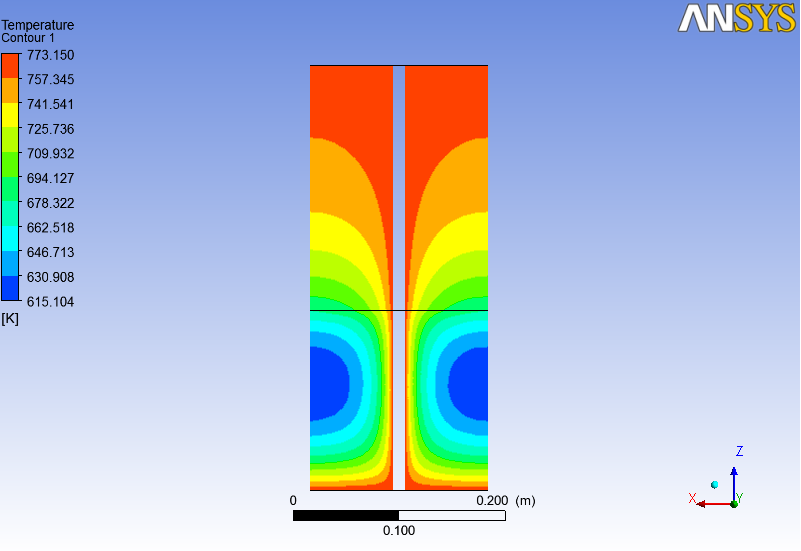 ANSYS
Temperature
Contour 1
773.150
757.345
741.541
725.736
709.932
694.127
678.322
662.518
646.713
630.908
615.104
[K]
Z
X
Y
0
0.200 (m)
0.100